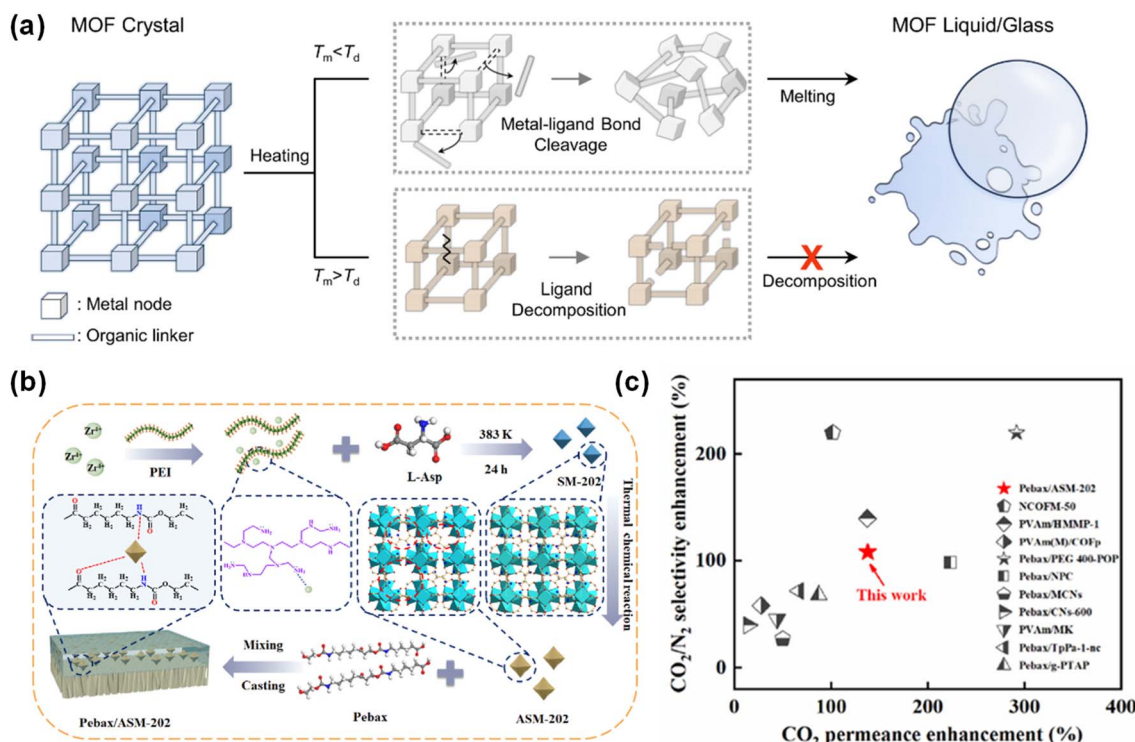 (a)
MOF Crystal
MOF Liquid/Glass
Tm<Td
Metal-ligand Bond
Cleavage
Melting
Heating
Tm>Td
Ligand
Decomposition
X
Decomposition
: Metal node
: Organic linker
(b)
Zr4+
Zr4+
Zr4+
PEI
L-Asp
383 K
24 h
SM-202
Thermal chemical reaction
Mixing
Casting
Pebax/ASM-202
Pebax
ASM-202
(c)
CO2/N2 selectivity enhancement (%)
200
100
0
Pebax/ASM-202
NCOFM-50
PVAm/HMMP-1
PVAm(M)/COFp
Pebax/PEG 400-POP
Pebax/NPC
Pebax/MCNs
Pebax/CNs-600
PVAm/MK
Pebax/TpPa-1-nc
Pebax/g-PTAP
This work
0 100 200 300 400
CO2 permeance enhancement (%)